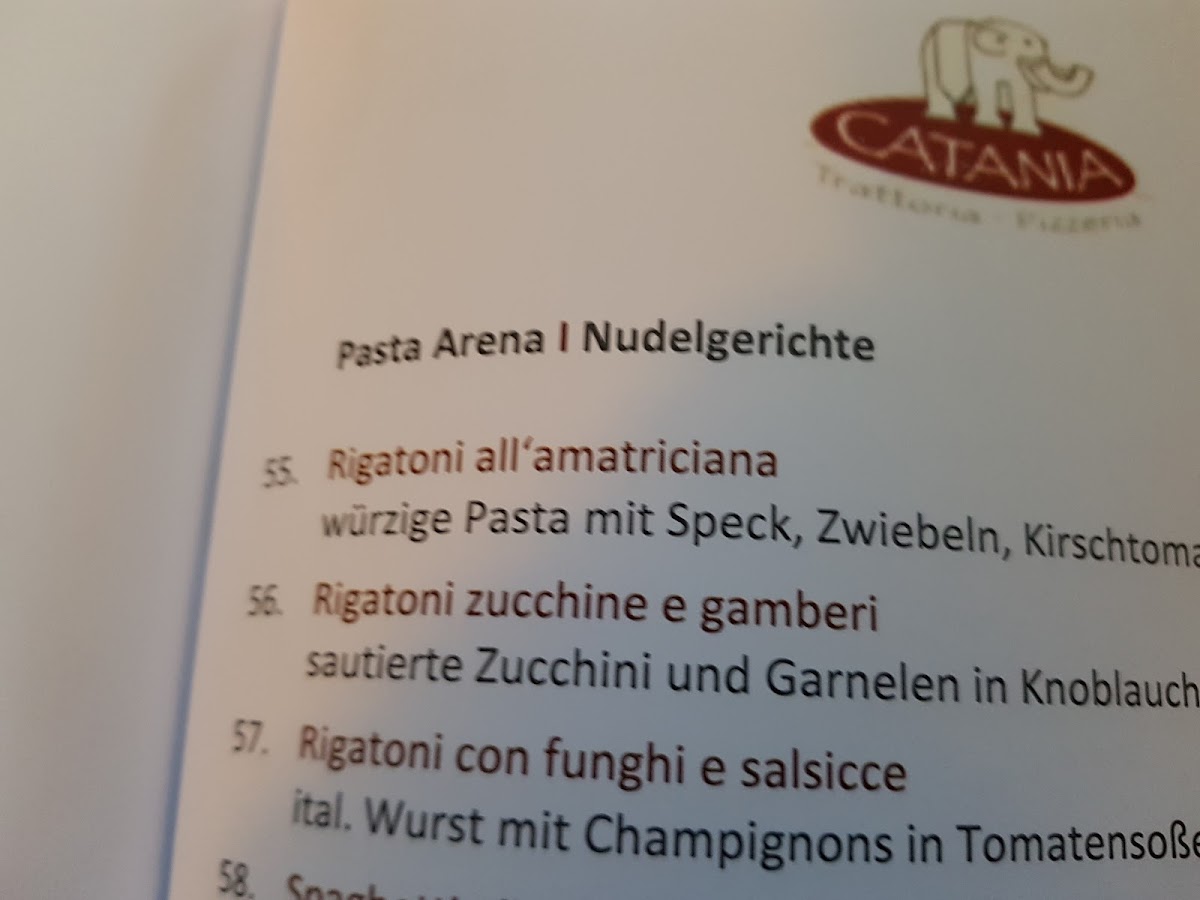 CATANIA
Trattoria - Pizzeria
Pasta Arena I Nudelgerichte
55. Rigatoni all‘amatriciana
würzige Pasta mit Speck, Zwiebeln, Kirschtoma
56. Rigatoni zucchine e gamberi
sautierte Zucchini und Garnelen in Knoblauch
57. Rigatoni con funghi e salsicce
ital. Wurst mit Champignons in Tomatensoße
58.